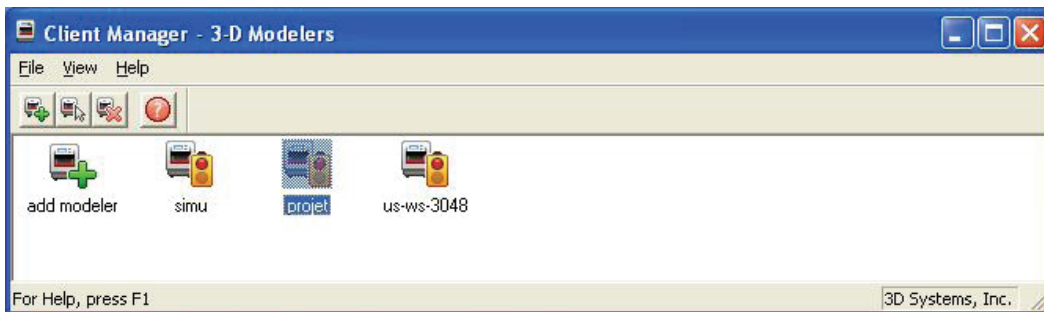 Client Manager - 3-D Modelers
File View Help
add modeler simu projet us-ws-3048
For Help, press F1 3D Systems, Inc.